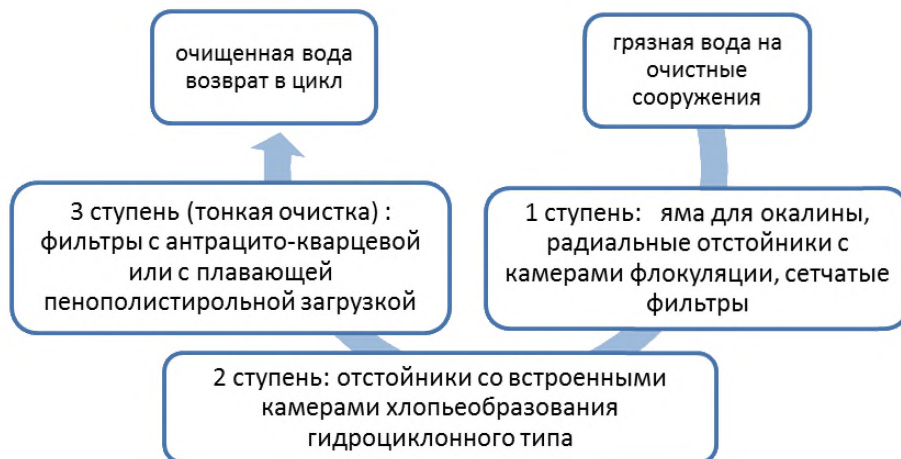 очищенная вода
возврат в цикл
грязная вода на
очистные
сооружения
3 ступень (тонкая очистка) :
фильтры с антрацито-кварцевой
или с плавающей
пенополистирольной загрузкой
1 ступень: яма для окалины,
радиальные отстойники с
камерами флокуляции, сетчатые
фильтры
2 ступень: отстойники со встроенными
камерами хлопьеобразования
гидроциклонного типа